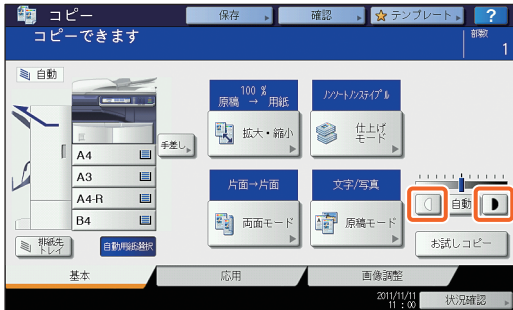 コピー
保存
確認
テンプレート
?
コピーできます
部数
1
自動
100 %
原稿 → 用紙
ノンソート/ノンステイプル
拡大・縮小
仕上げ
モード
手差し
A4
A3
A4-R
B4
片面→片面
文字/写真
両面モード
原稿モード
自動
排紙先
トレイ
自動用紙選択
お試しコピー
基本
応用
画像調整
2011/11/11
11 : 00
状況確認